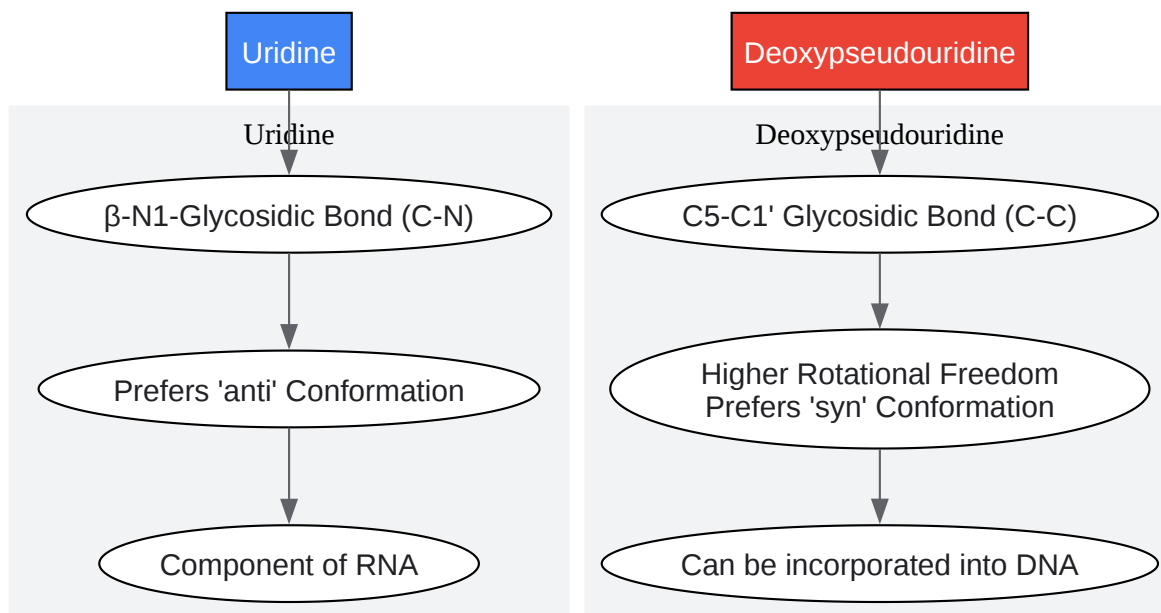 Uridine
Uridine
β-N1-Glycosidic Bond (C-N)
Prefers 'anti' Conformation
Component of RNA
Deoxypseudouridine
Deoxypseudouridine
C5-C1' Glycosidic Bond (C-C)
Higher Rotational Freedom
Prefers 'syn' Conformation
Can be incorporated into DNA